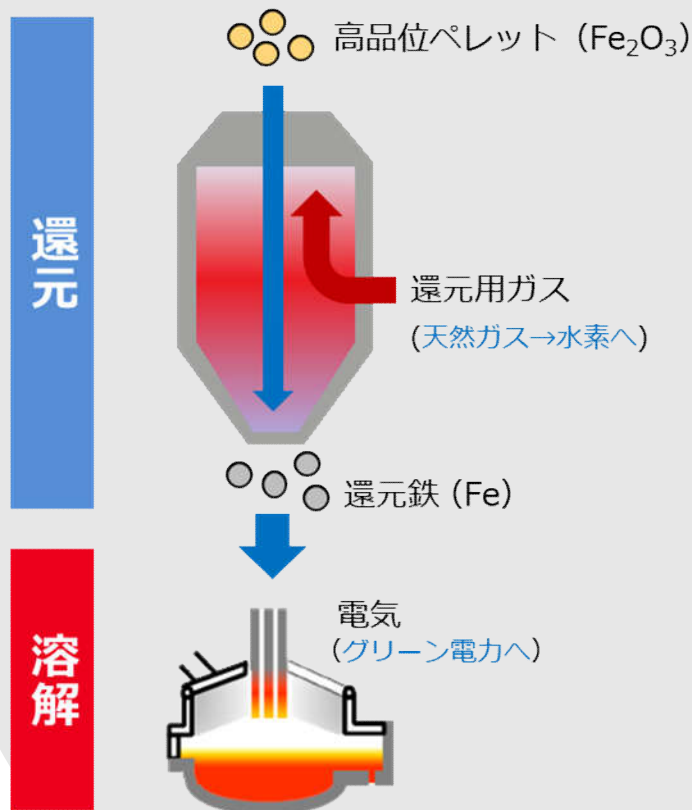 高品位ペレット（Fe₂O₃）
還元
還元用ガス
(天然ガス→水素へ)
還元鉄（Fe）
溶解
電気
（グリーン電力へ）